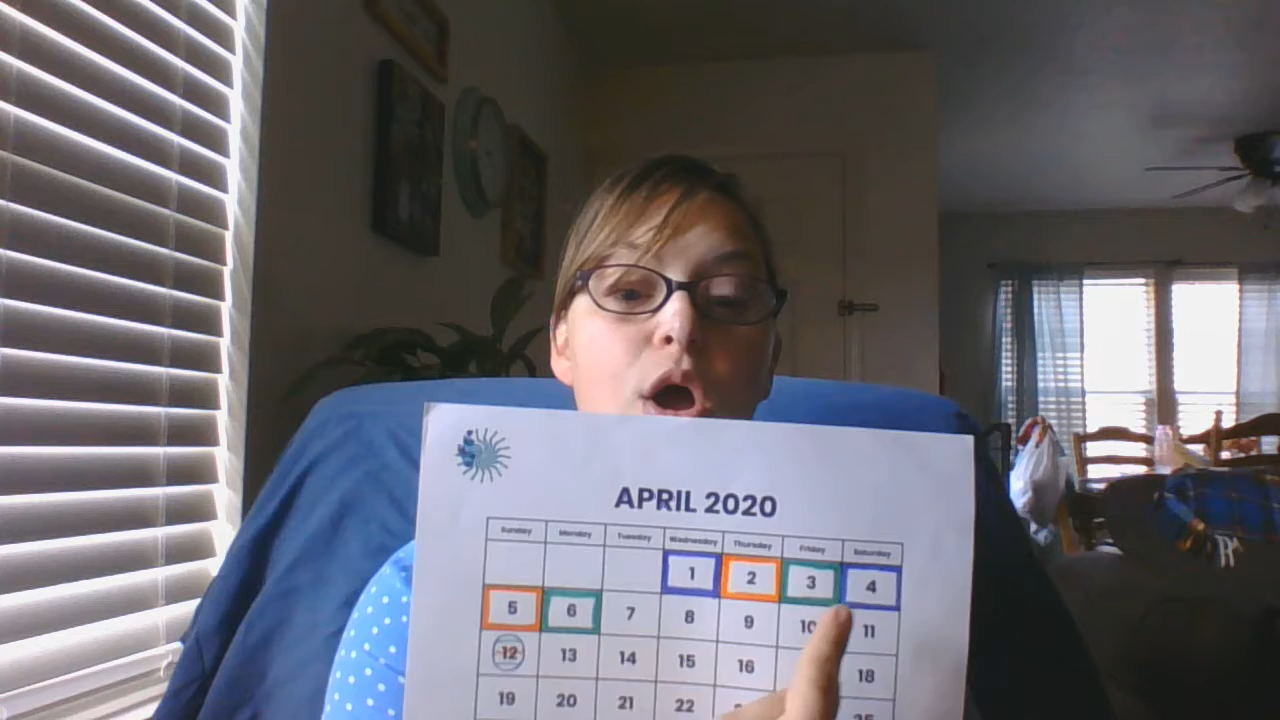 APRIL 2020
Sunday Monday Tuesday Wednesday Thursday Friday Saturday
1 2 3 4
5 6 7 8 9 10 11
12 13 14 15 16 18
19 20 21 22